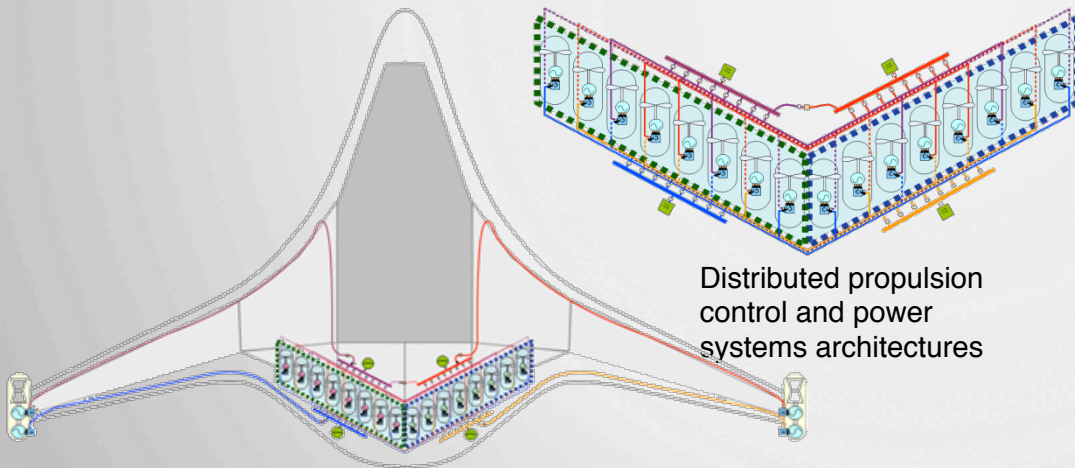 Distributed propulsion
control and power
systems architectures